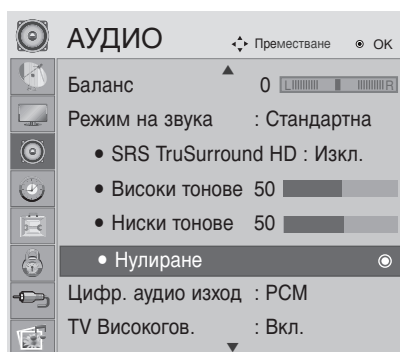 АУДИО Преместване OK
Баланс 0 L R
Режим на звука : Стандартна
• SRS TruSurround HD : Изкл.
• Високи тонове 50
• Ниски тонове 50
• Нулиране
Цифр. аудио изход : PCM
TV Високогов. : Вкл.